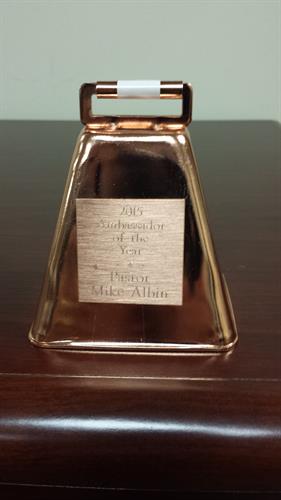 2015
Ambassador
of the
Year
Pastor
Mike Albin